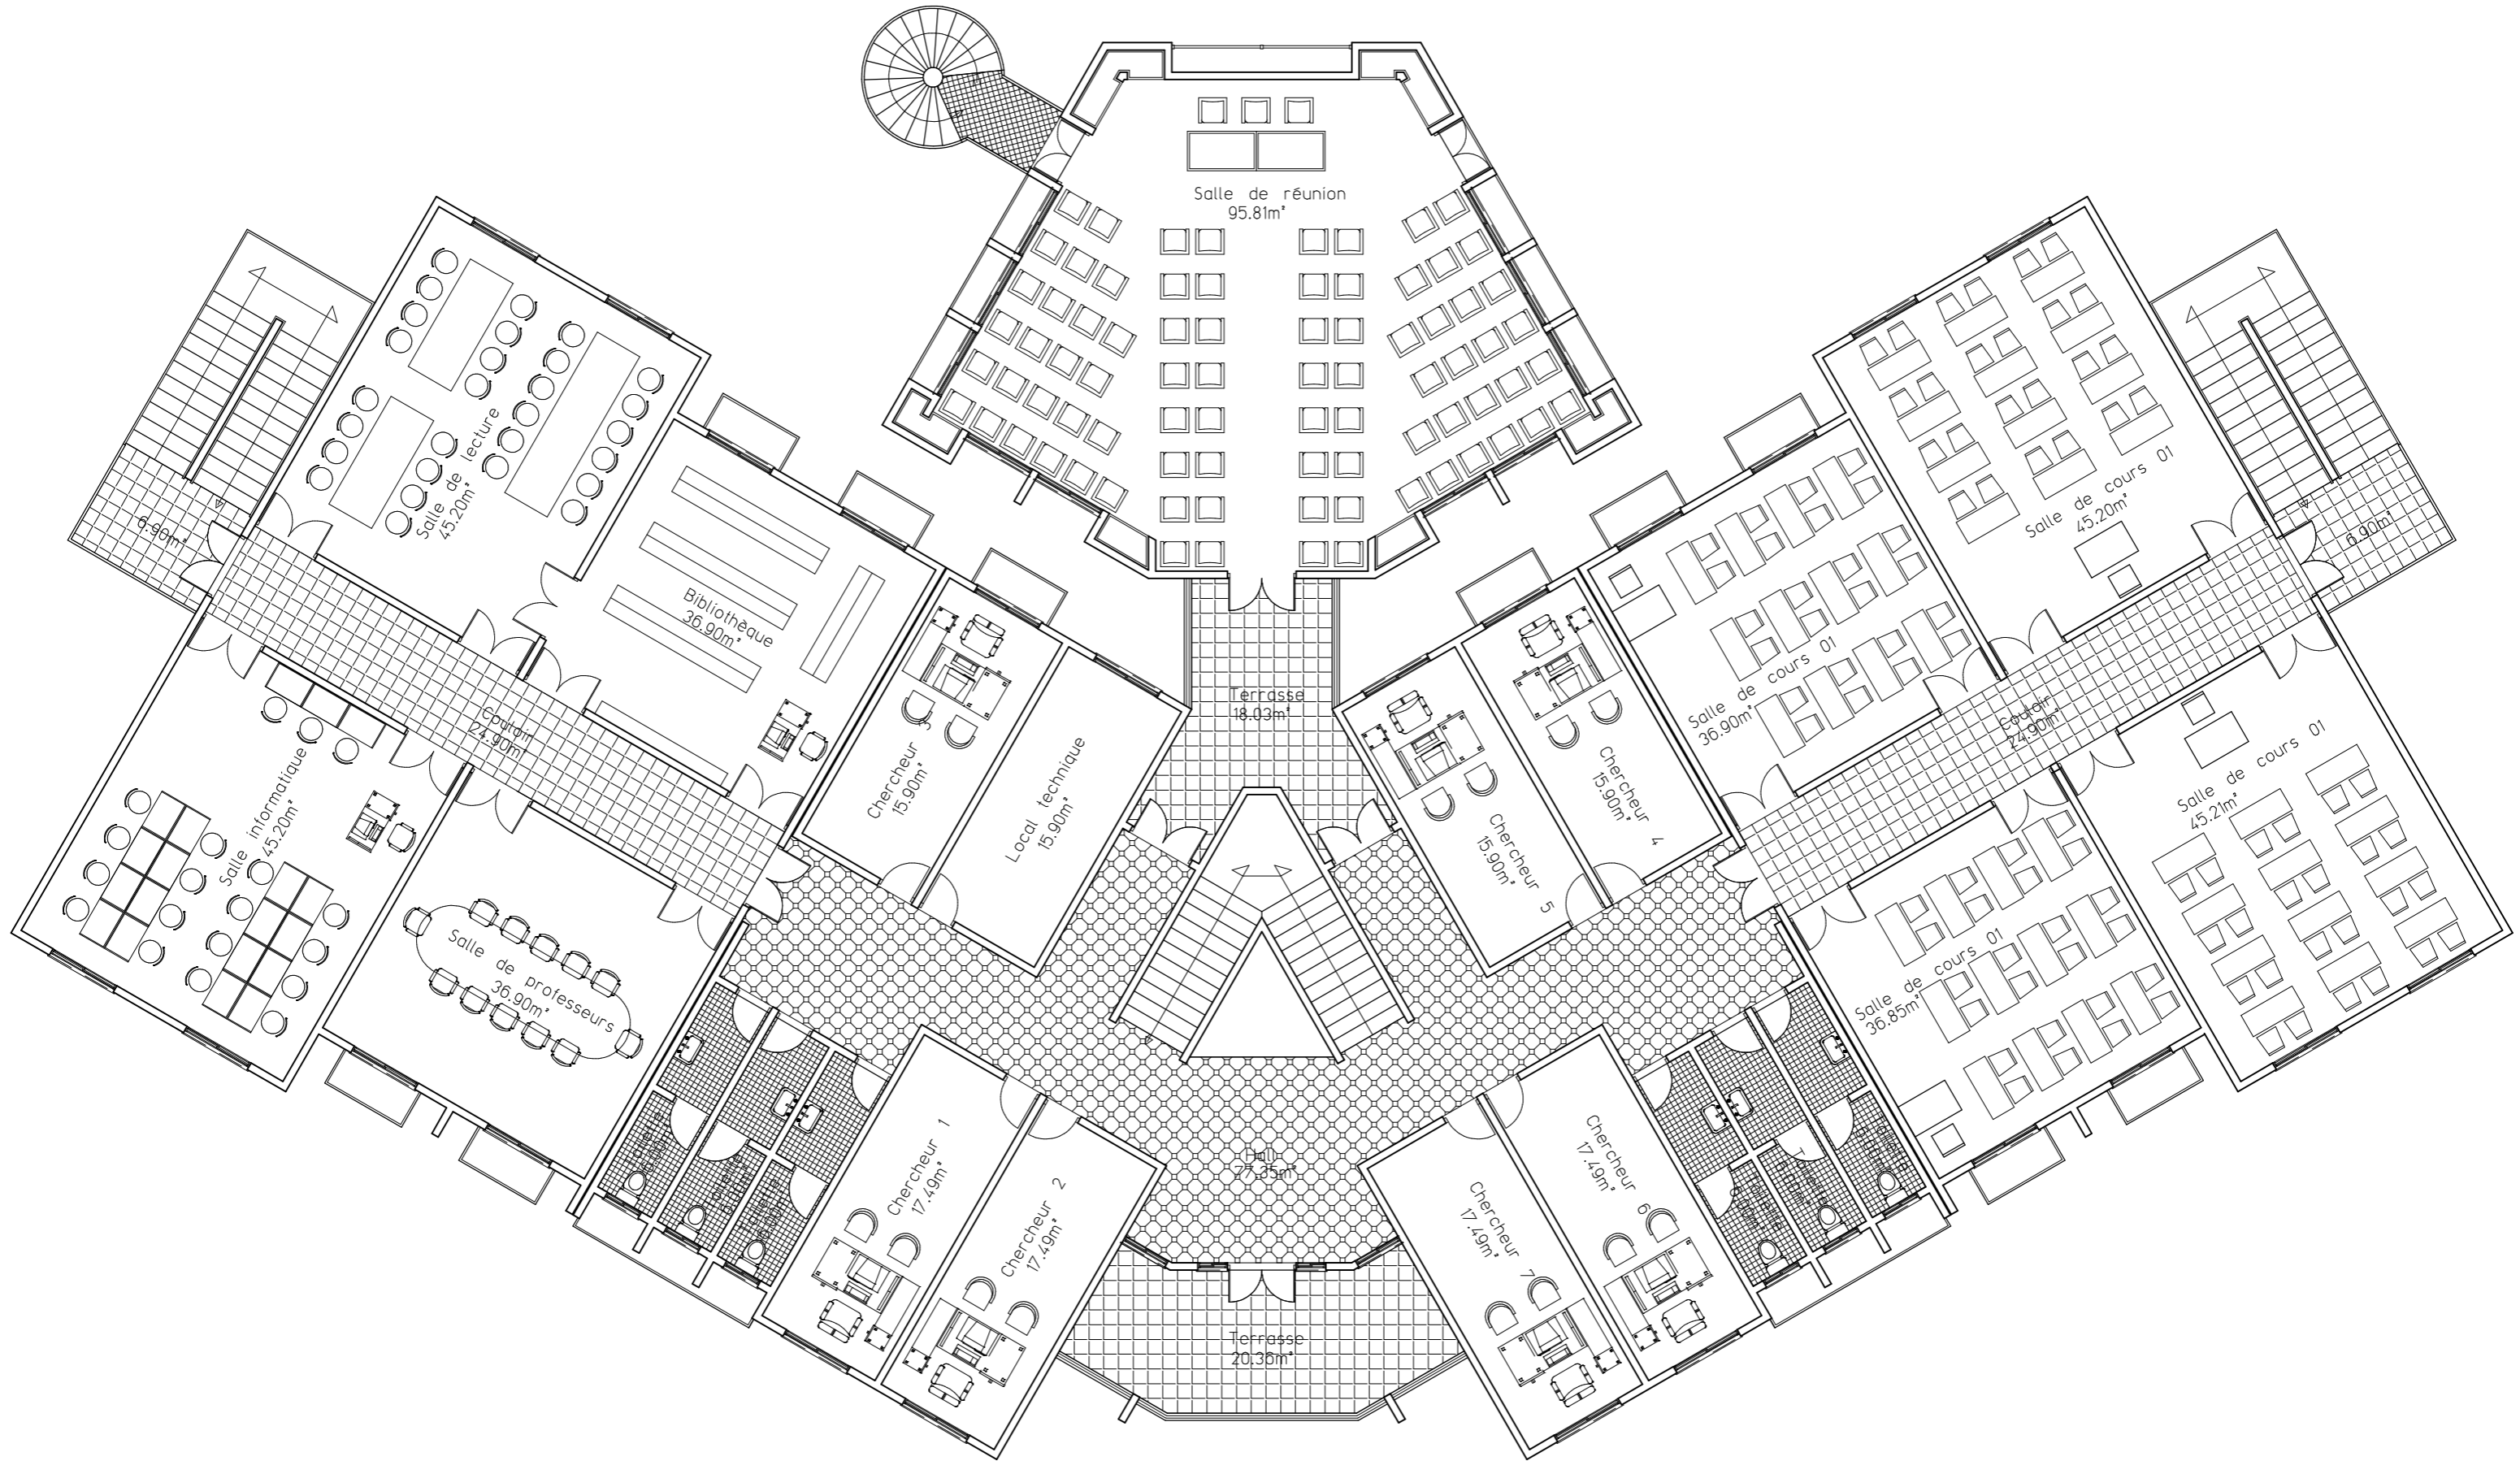 Salle de réunion
95.81m²
Salle de lecture
45.20m²
6.90m²
Bibliothèque
36.90m²
Couloir
24.90m²
Salle informatique
45.20m²
Salle de professeurs
36.90m²
Chercheur 3
15.90m²
Local technique
15.90m²
Terrasse
18.03m²
Chercheur 5
15.90m²
Chercheur 4
15.90m²
Salle de cours 01
36.90m²
Salle de cours 01
45.20m²
6.90m²
Couloir
24.90m²
Salle de cours 01
45.21m²
Salle de cours 01
36.85m²
Chercheur 1
17.49m²
Chercheur 2
17.49m²
Hall
77.35m²
Terrasse
20.36m²
Chercheur 7
17.49m²
Chercheur 6
17.49m²